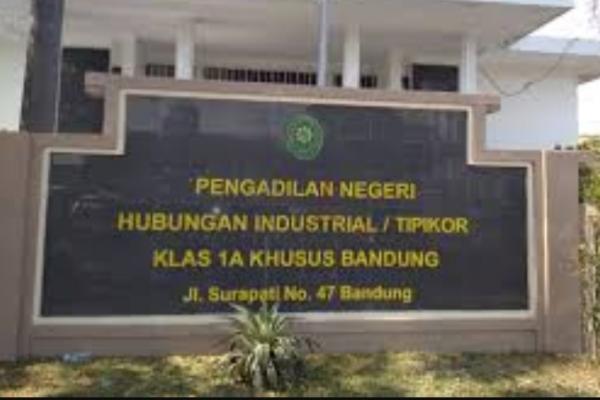 PENGADILAN NEGERI
HUBUNGAN INDUSTRIAL / TIPIKOR
KLAS 1A KHUSUS BANDUNG
Jl. Surapati No. 47 Bandung